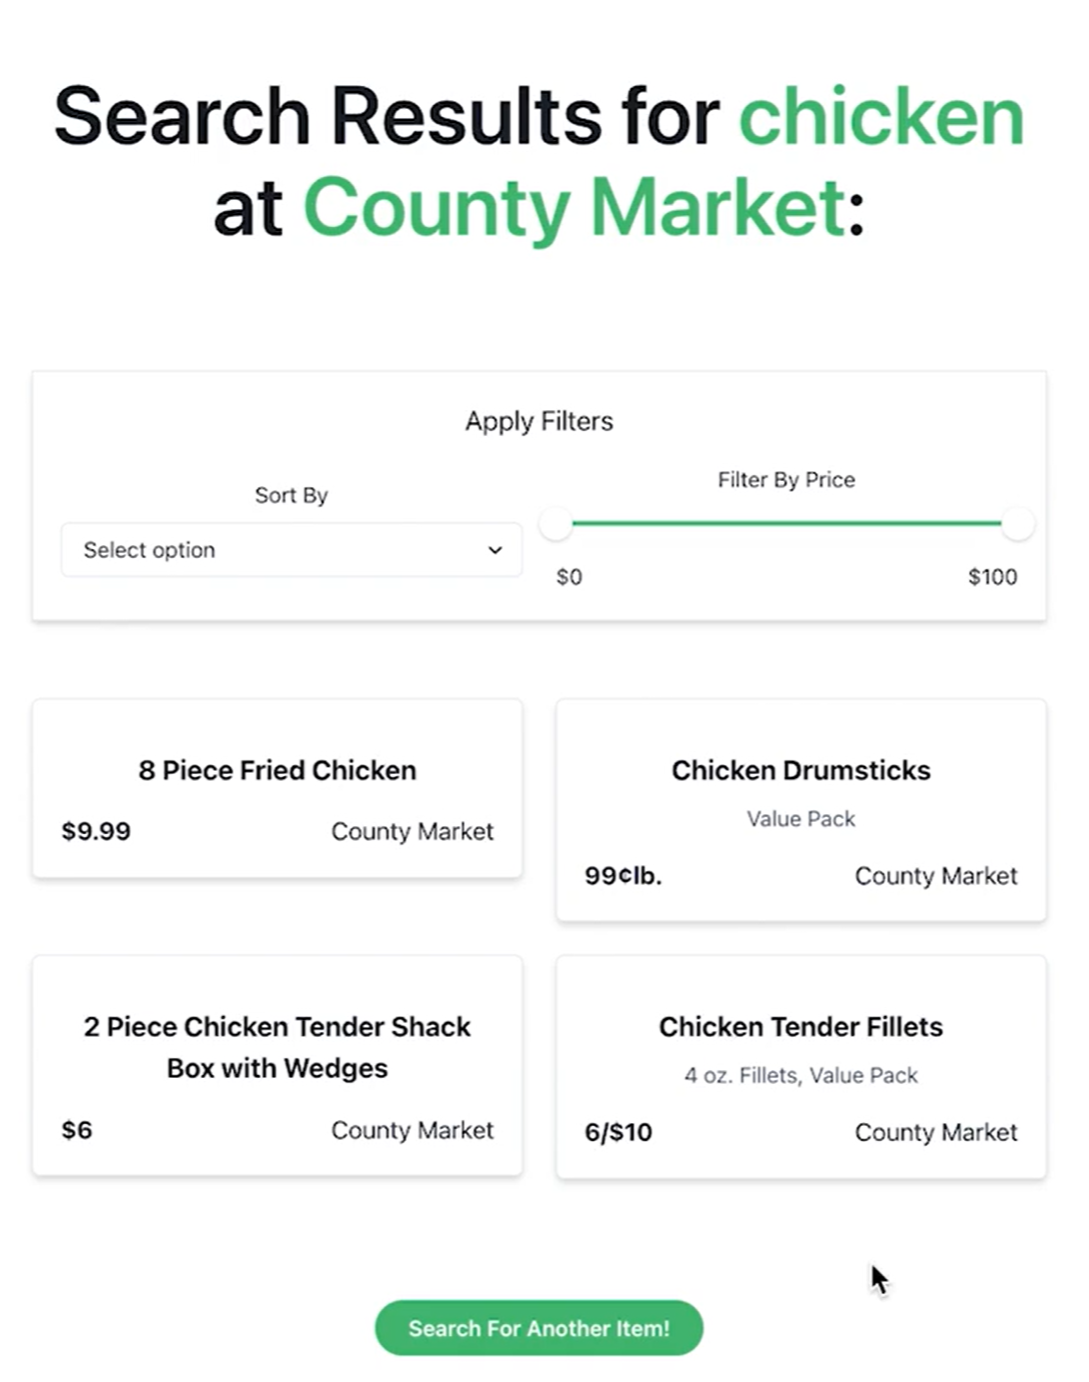 Search Results for chicken
at County Market:
Apply Filters
Sort By
Select option
Filter By Price
$0
$100
8 Piece Fried Chicken
$9.99
County Market
Chicken Drumsticks
Value Pack
99¢lb.
County Market
2 Piece Chicken Tender Shack
Box with Wedges
$6
County Market
Chicken Tender Fillets
4 oz. Fillets, Value Pack
6/$10
County Market
Search For Another Item!